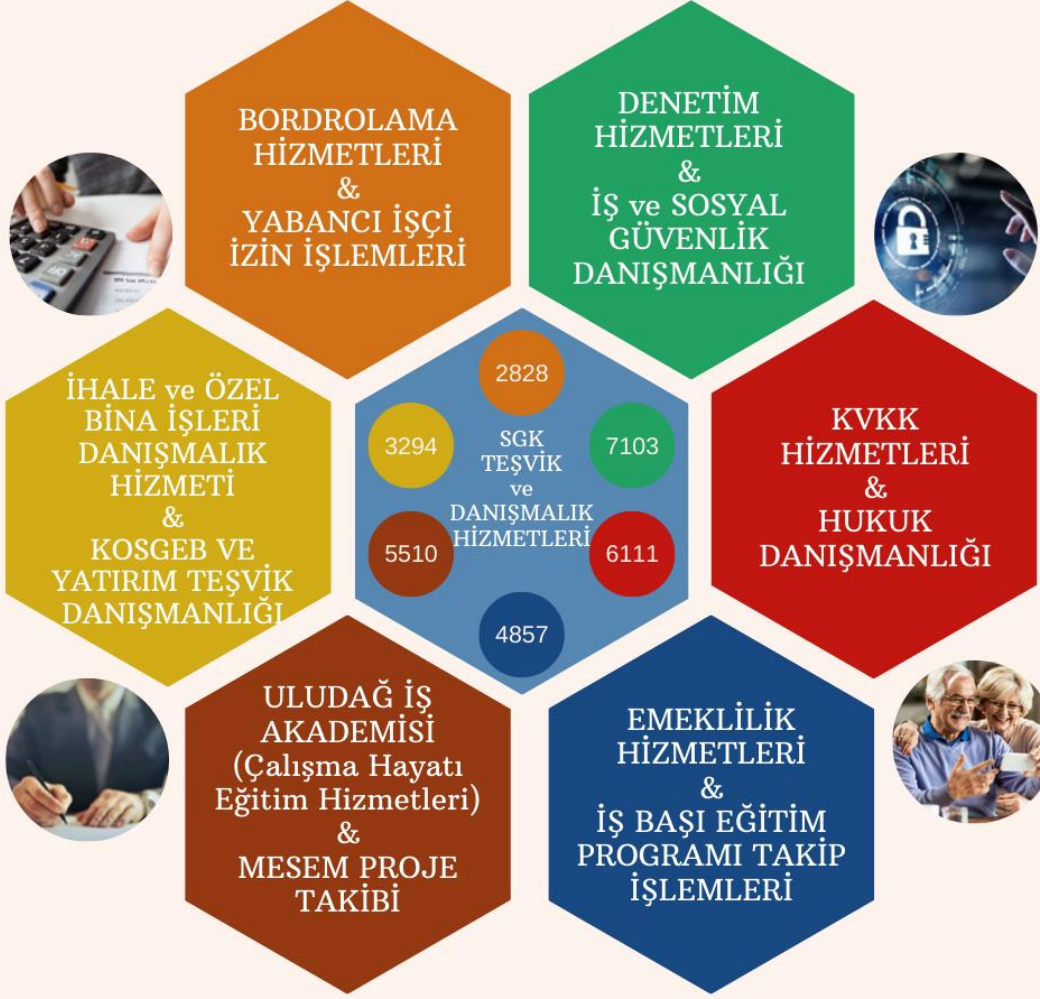 BORDROLAMA
HİZMETLERİ
&
YABANCI İŞÇİ
İZİN İŞLEMLERİ
DENETİM
HİZMETLERİ
&
İŞ ve SOSYAL
GÜVENLİK
DANIŞMANLIĞI
İHALE ve ÖZEL
BİNA İŞLERİ
DANIŞMALIK
HİZMETİ
&
KOSGEB VE
YATIRIM TEŞVİK
DANIŞMANLIĞI
2828
3294
7103
SGK
TEŞVİK
ve
DANIŞMALIK
HİZMETLERİ
5510
6111
4857
KVKK
HİZMETLERİ
&
HUKUK
DANIŞMANLIĞI
ULUDAĞ İŞ
AKADEMİSİ
(Çalışma Hayatı
Eğitim Hizmetleri)
&
MESEM PROJE
TAKİBİ
EMEKLİLİK
HİZMETLERİ
&
İŞ BAŞI EĞİTİM
PROGRAMI TAKİP
İŞLEMLERİ